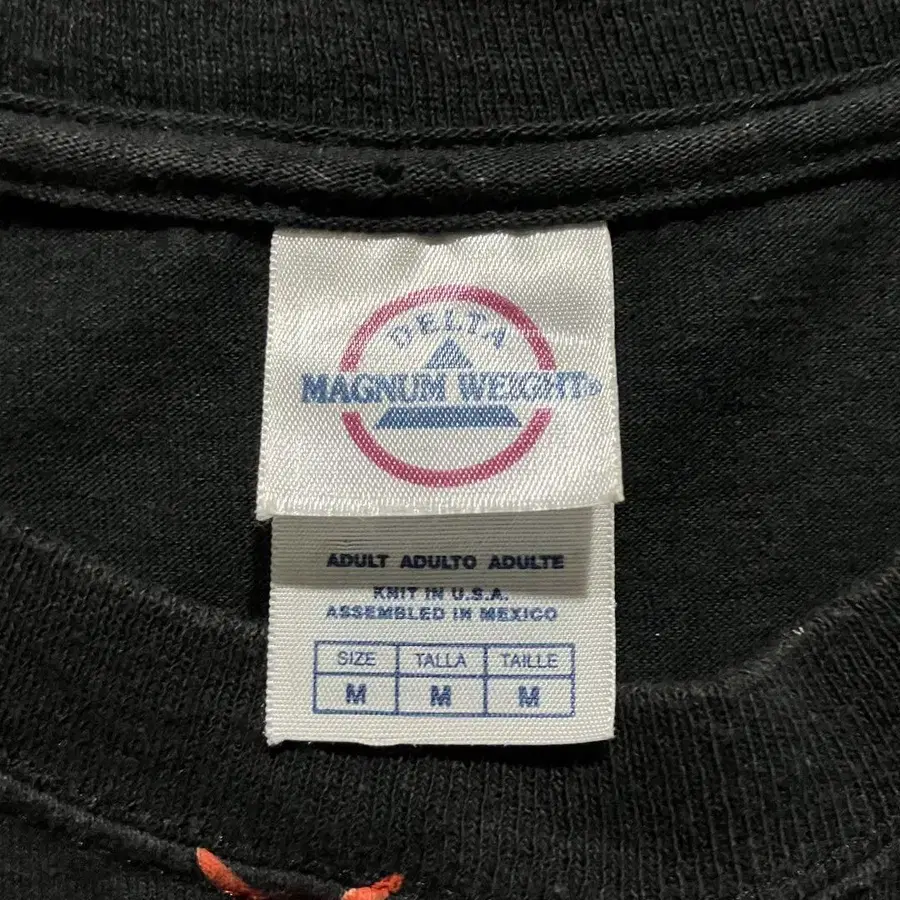 DELTA
MAGNUM WEIGHT®
ADULT ADULTO ADULTE
KNIT IN U.S.A.
ASSEMBLED IN MEXICO
SIZE TALLA TAILLE
M M M